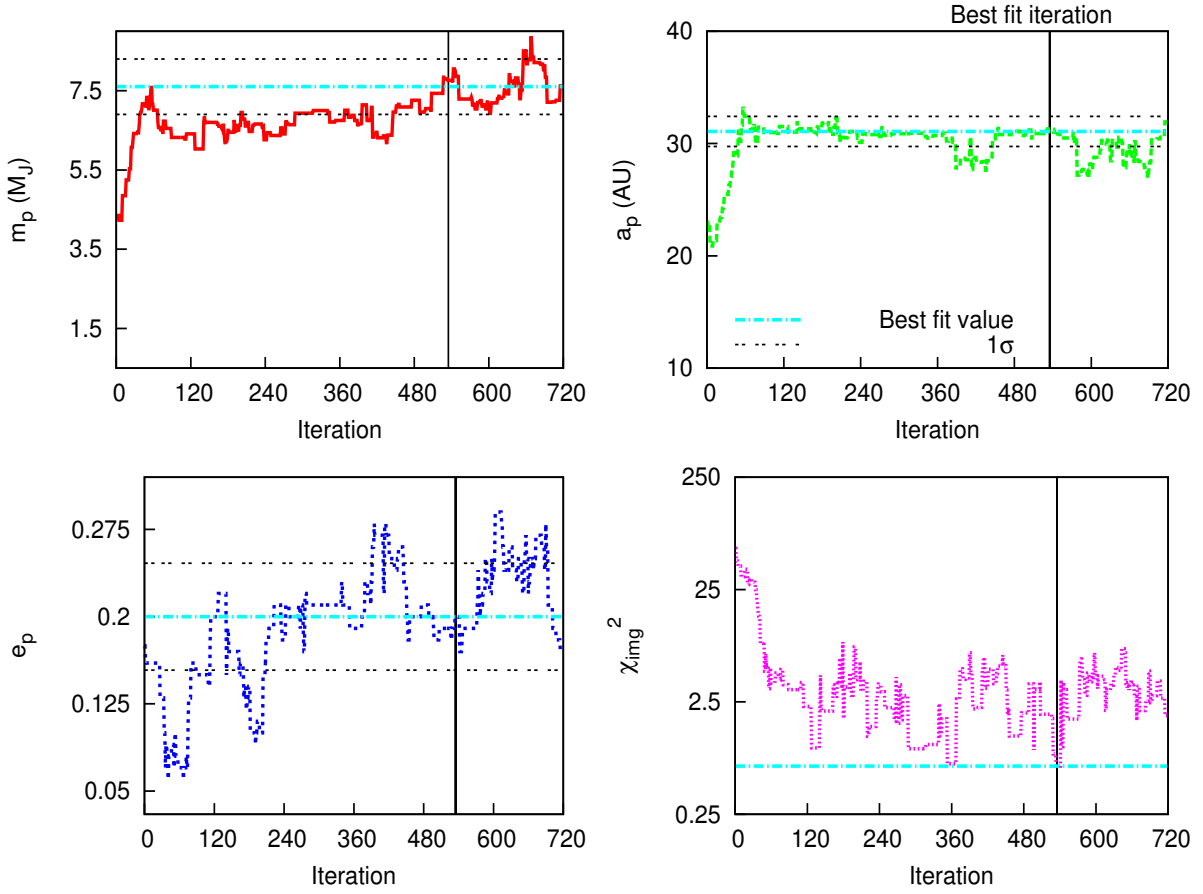 Best fit iteration
7.5
5.5
3.5
1.5
m_p (M_J)
0 120 240 360 480 600 720
Iteration
40
30
20
10
a_p (AU)
Best fit value
1σ
0 120 240 360 480 600 720
Iteration
0.275
0.2
0.125
0.05
e_p
0 120 240 360 480 600 720
Iteration
250
25
2.5
0.25
χ_img^2
0 120 240 360 480 600 720
Iteration